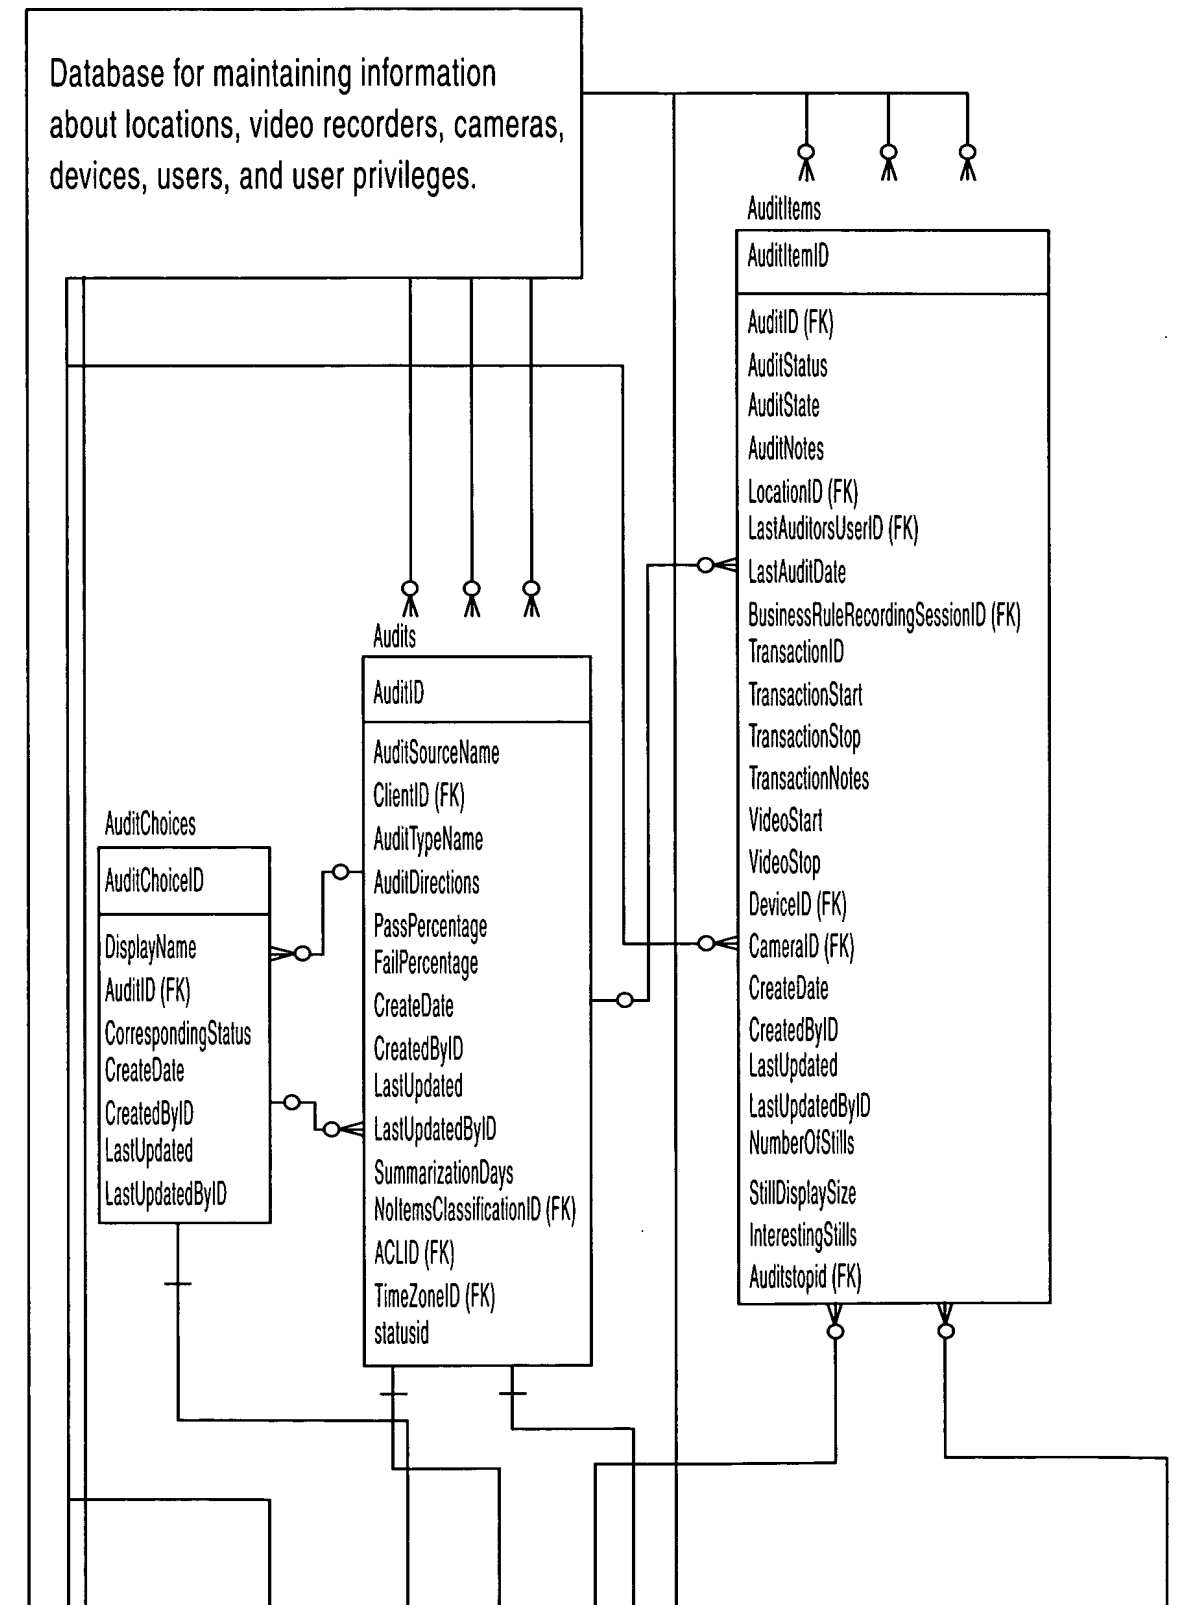 Database for maintaining information
about locations, video recorders, cameras,
devices, users, and user privileges.
AuditItems
AuditItemID
AuditID (FK)
AuditStatus
AuditState
AuditNotes
LocationID (FK)
LastAuditorsUserID (FK)
LastAuditDate
BusinessRuleRecordingSessionID (FK)
TransactionID
TransactionStart
TransactionStop
TransactionNotes
VideoStart
VideoStop
DeviceID (FK)
CameraID (FK)
CreateDate
CreatedByID
LastUpdated
LastUpdatedByID
NumberOfStills
StillDisplaySize
InterestingStills
Auditstopid (FK)
Audits
AuditID
AuditSourceName
ClientID (FK)
AuditTypeName
AuditDirections
PassPercentage
FailPercentage
CreateDate
CreatedByID
LastUpdated
LastUpdatedByID
SummarizationDays
NoItemsClassificationID (FK)
ACLID (FK)
TimeZoneID (FK)
statusid
AuditChoices
AuditChoiceID
DisplayName
AuditID (FK)
CorrespondingStatus
CreateDate
CreatedByID
LastUpdated
LastUpdatedByID